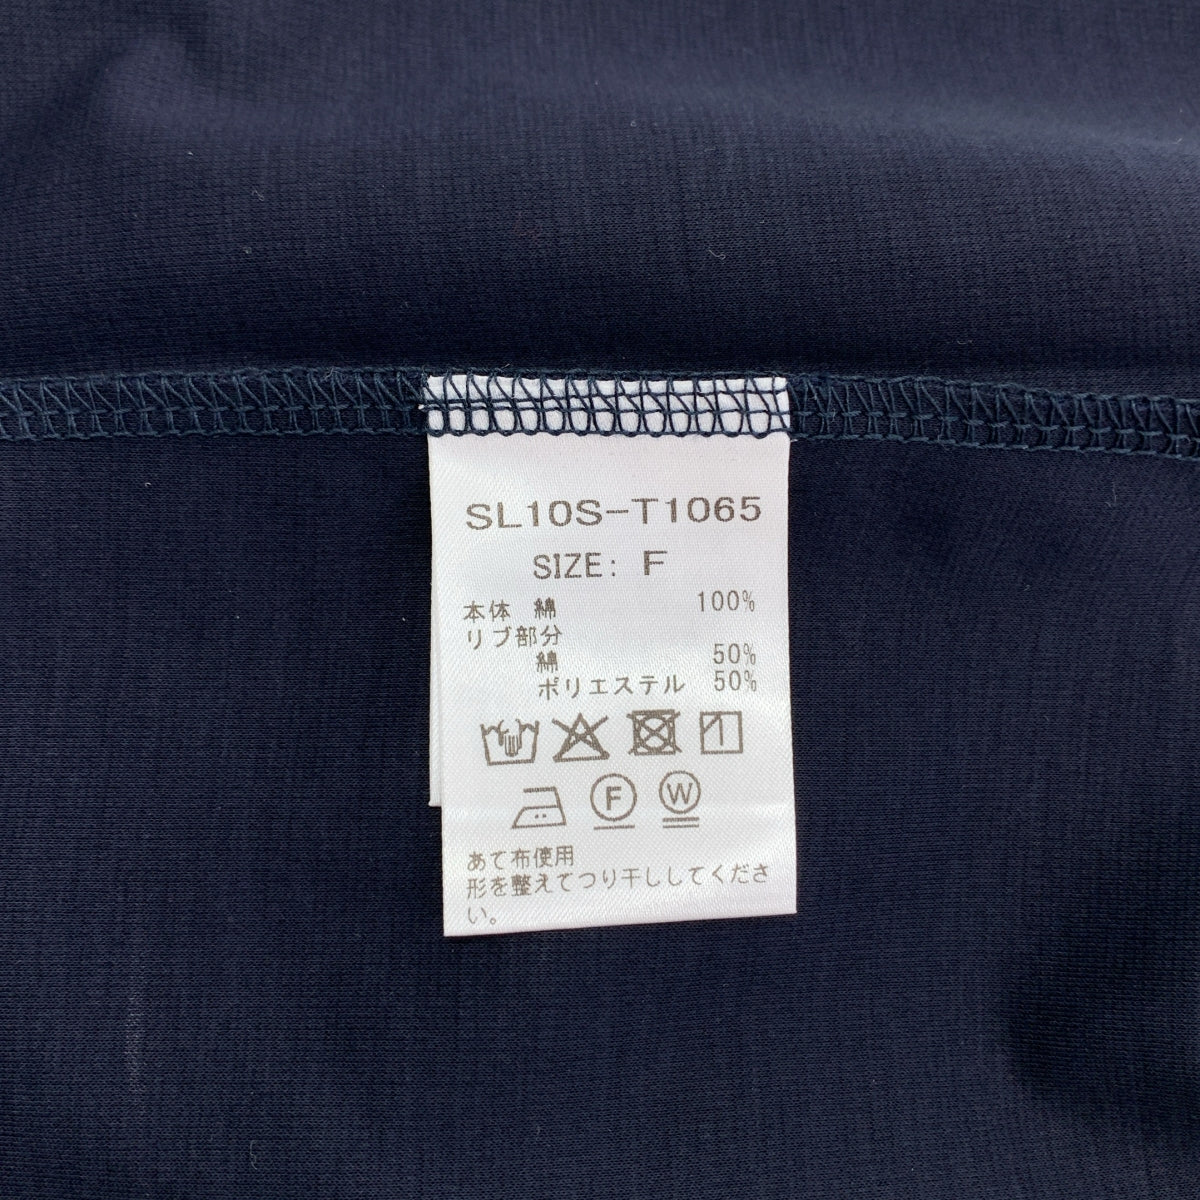 SL10S-T1065
SIZE: F
本体 綿 100%
リブ部分
綿 50%
ポリエステル 50%
F W
あて布使用
形を整えてつり干ししてくださ
い。